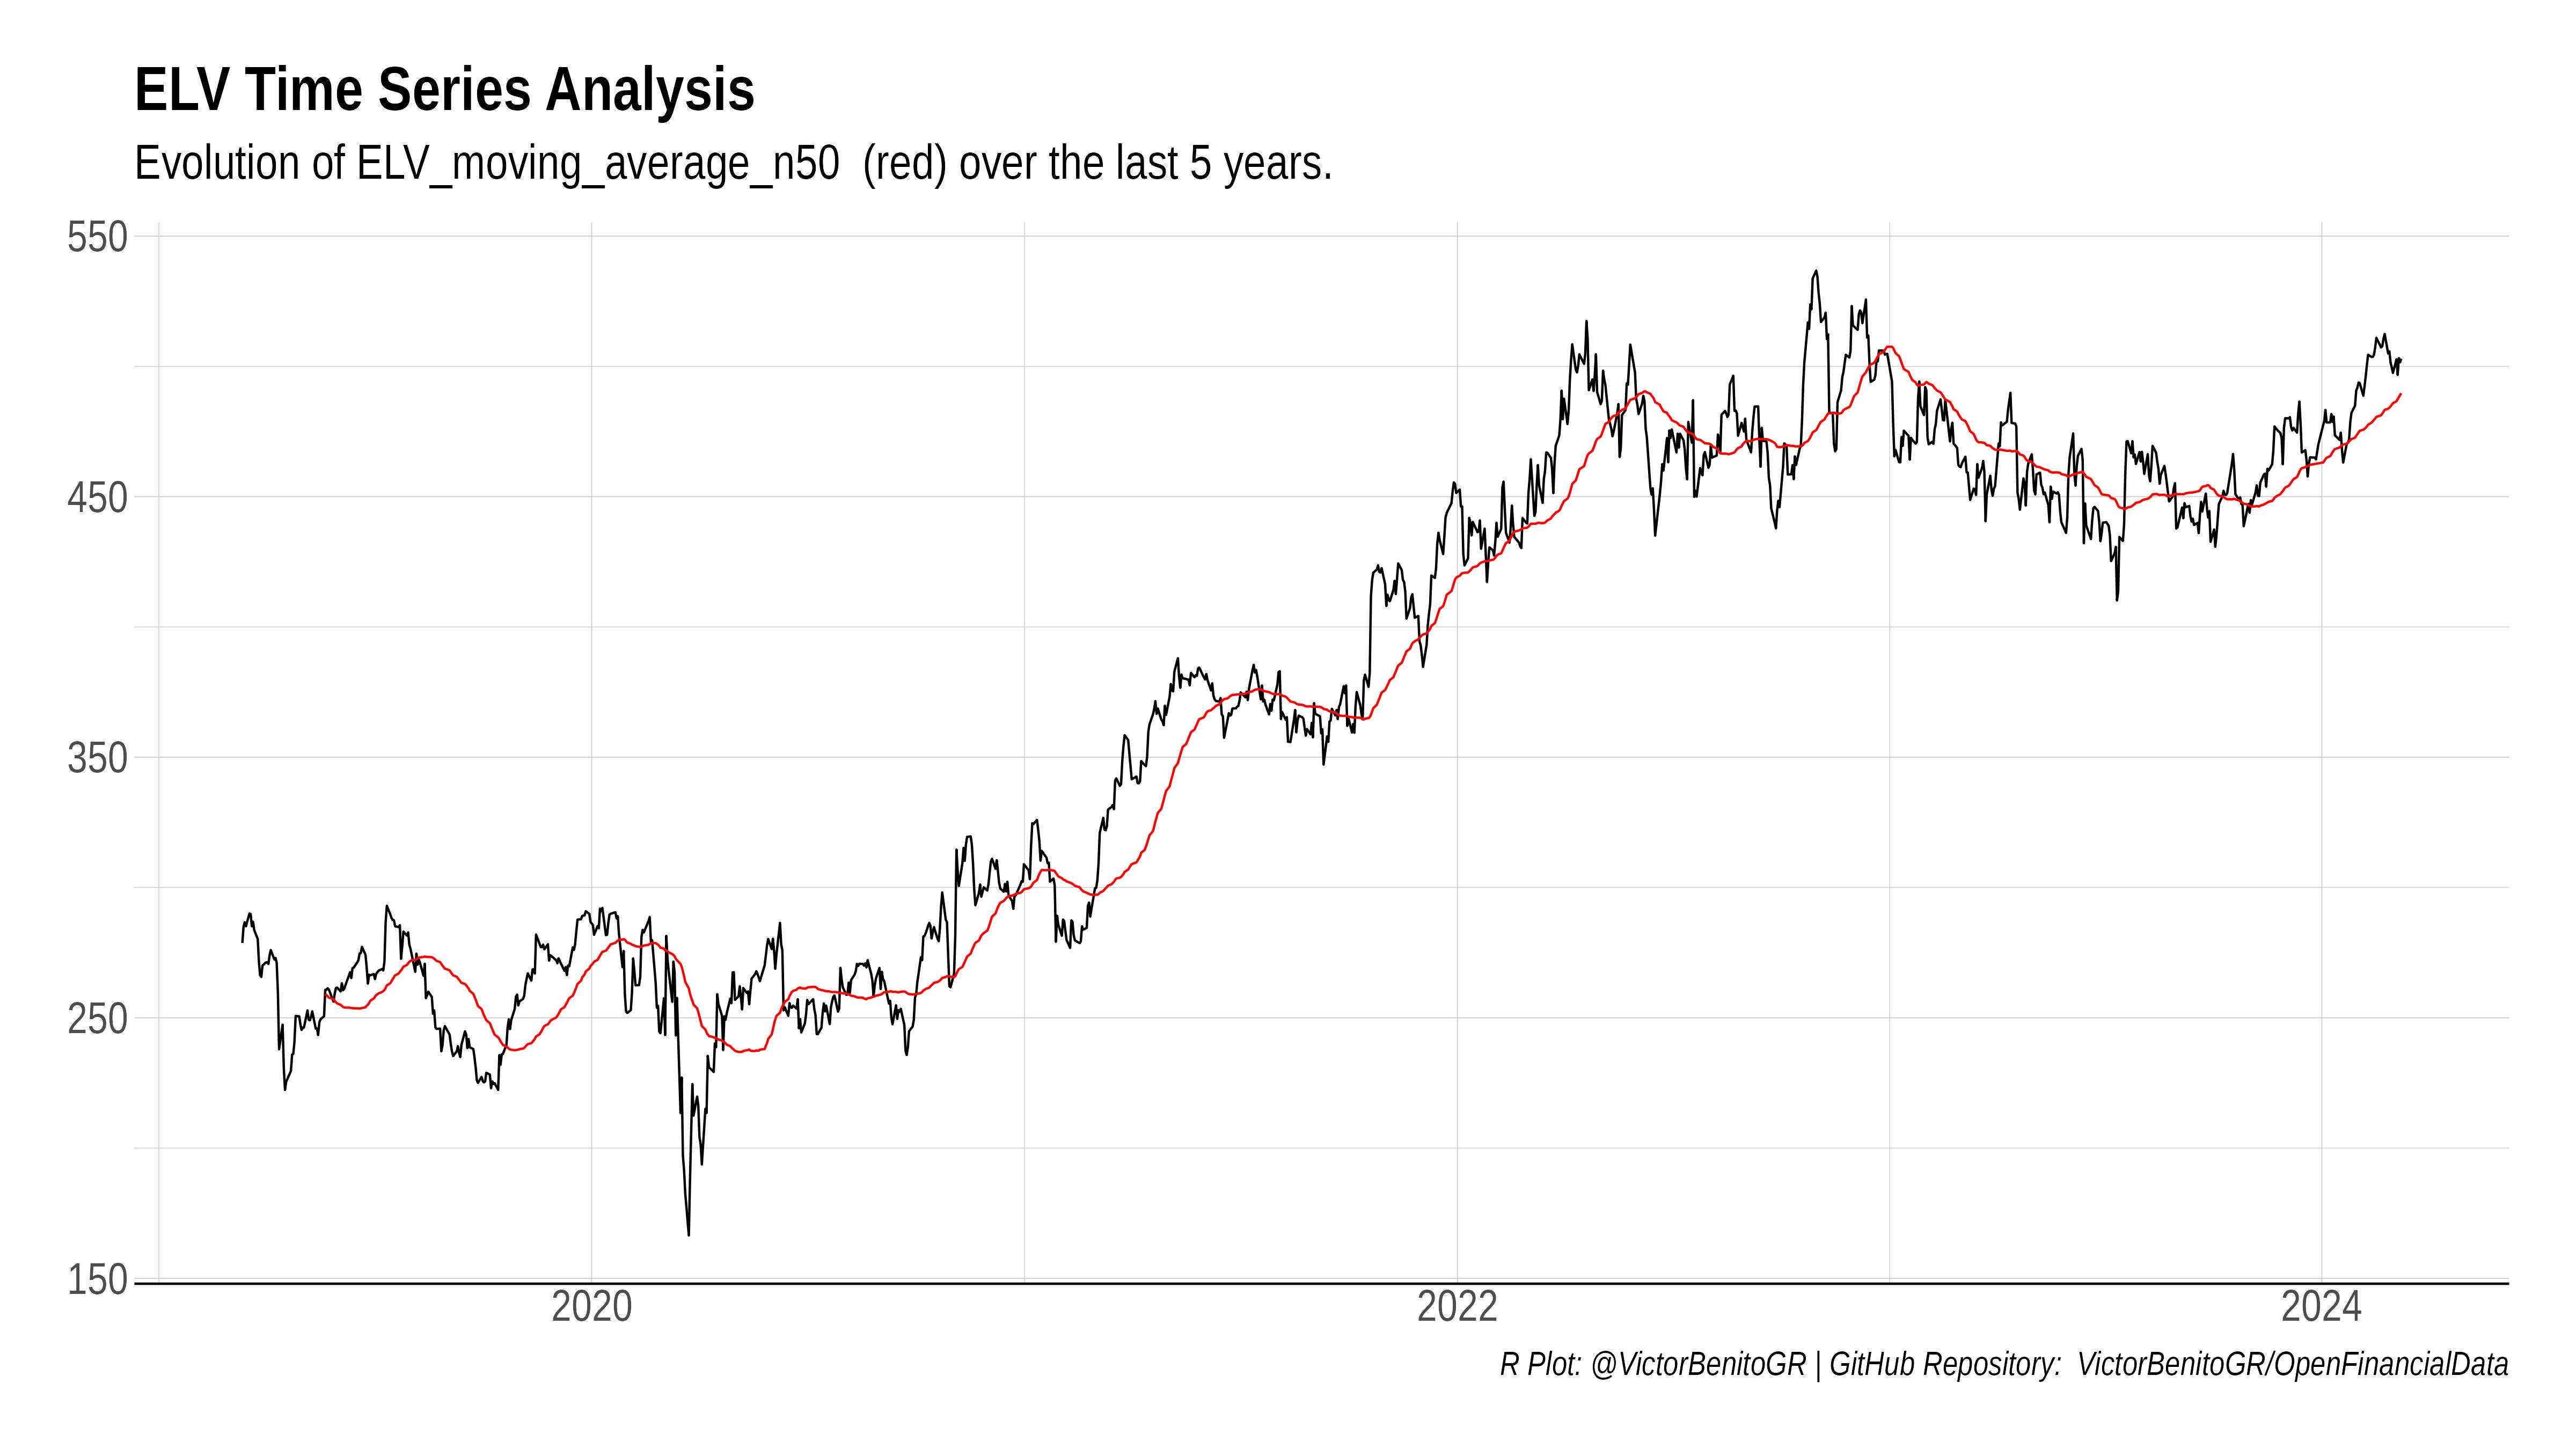 ELV Time Series Analysis
Evolution of ELV_moving_average_n50  (red) over the last 5 years.
550
450
350
250
150
2020 2022 2024
R Plot: @VictorBenitoGR | GitHub Repository:  VictorBenitoGR/OpenFinancialData